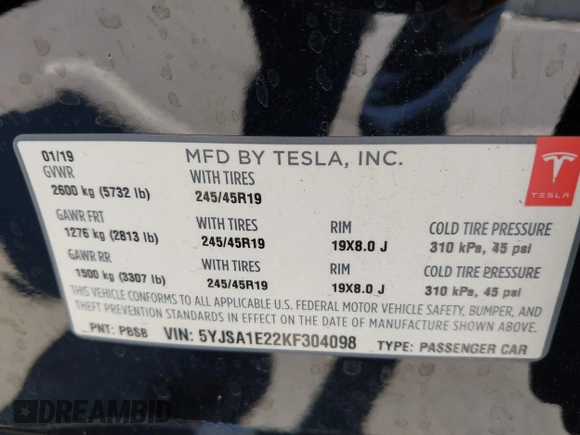 01/19 MFD BY TESLA, INC.
GVWR WITH TIRES
2600 kg (5732 lb) 245/45R19
TESLA
GAWR FRT WITH TIRES RIM COLD TIRE PRESSURE
1276 kg (2813 lb) 245/45R19 19X8.0 J 310 kPa, 45 psi
GAWR RR WITH TIRES RIM COLD TIRE PRESSURE
1500 kg (3307 lb) 245/45R19 19X8.0 J 310 kPa, 45 psi
THIS VEHICLE CONFORMS TO ALL APPLICABLE U.S. FEDERAL MOTOR VEHICLE SAFETY, BUMPER, AND
THEFT PREVENTION STANDARDS IN EFFECT ON THE DATE OF MANUFACTURE SHOWN ABOVE.
PNT: PBSB VIN: 5YJSA1E22KF304098 TYPE: PASSENGER CAR
DREAMBID